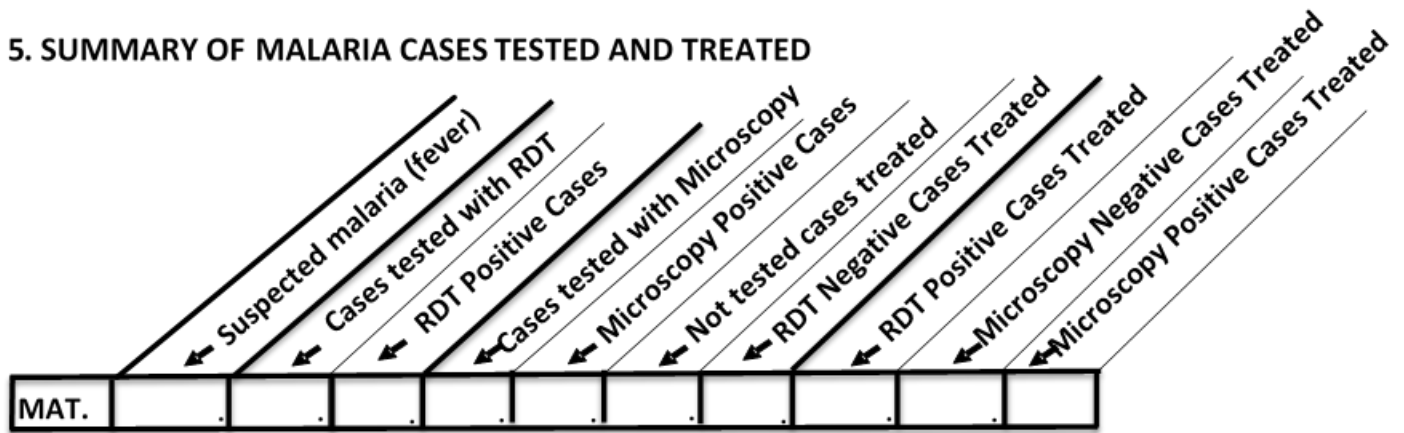 5. SUMMARY OF MALARIA CASES TESTED AND TREATED
Suspected malaria (fever)
Cases tested with RDT
RDT Positive Cases
Cases tested with Microscopy
Microscopy Positive Cases
Not tested cases treated
RDT Negative Cases Treated
RDT Positive Cases Treated
Microscopy Negative Cases Treated
Microscopy Positive Cases Treated
MAT.